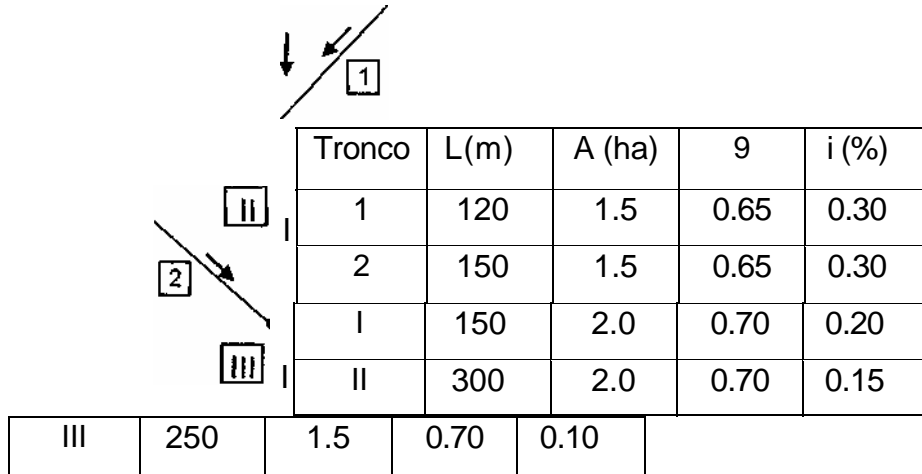 1
Tronco L(m) A (ha) 9 i (%)
II I 1 120 1.5 0.65 0.30
2 2 150 1.5 0.65 0.30
I 150 2.0 0.70 0.20
III I II 300 2.0 0.70 0.15
III 250 1.5 0.70 0.10